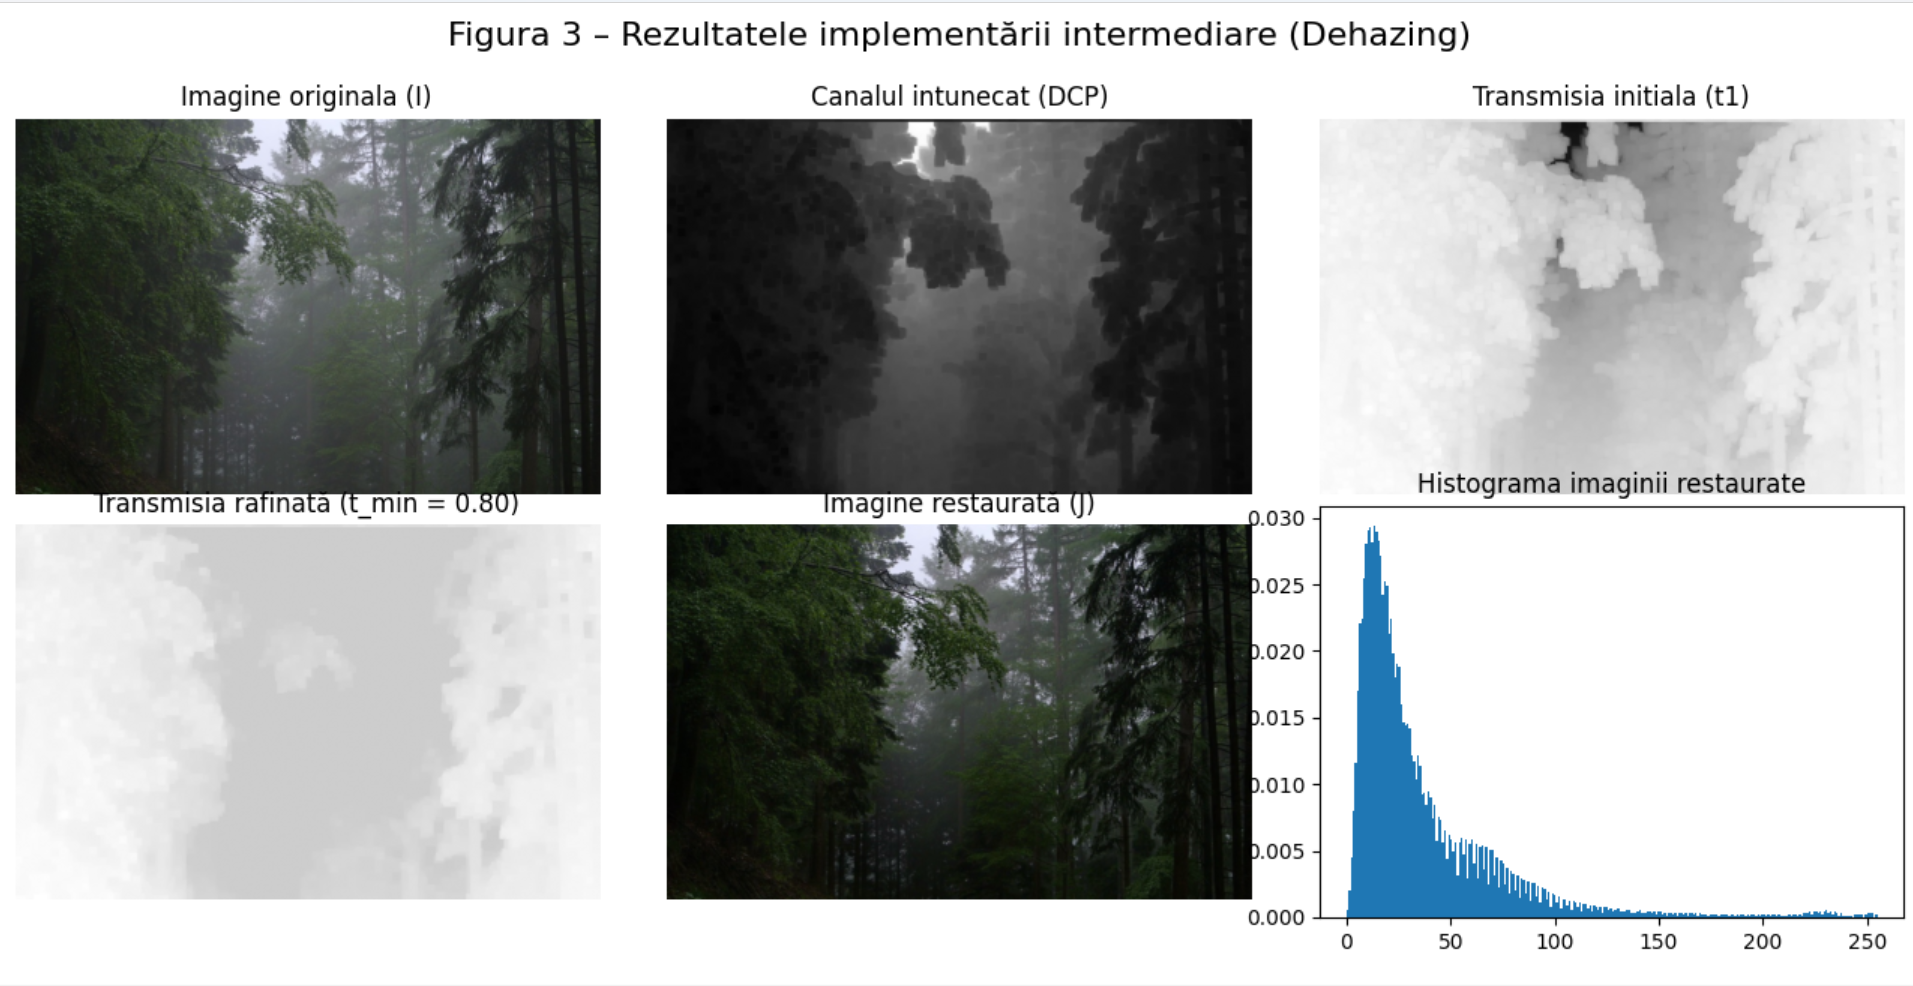 Figura 3 – Rezultatele implementării intermediare (Dehazing)
Imagine originala (I)
Canalul intunecat (DCP)
Transmisia initiala (t1)
Transmisia rafinată (t_min = 0.80)
Imagine restaurată (J)
Histograma imaginii restaurate
0.030
0.025
0.020
0.015
0.010
0.005
0.000
0
50
100
150
200
250